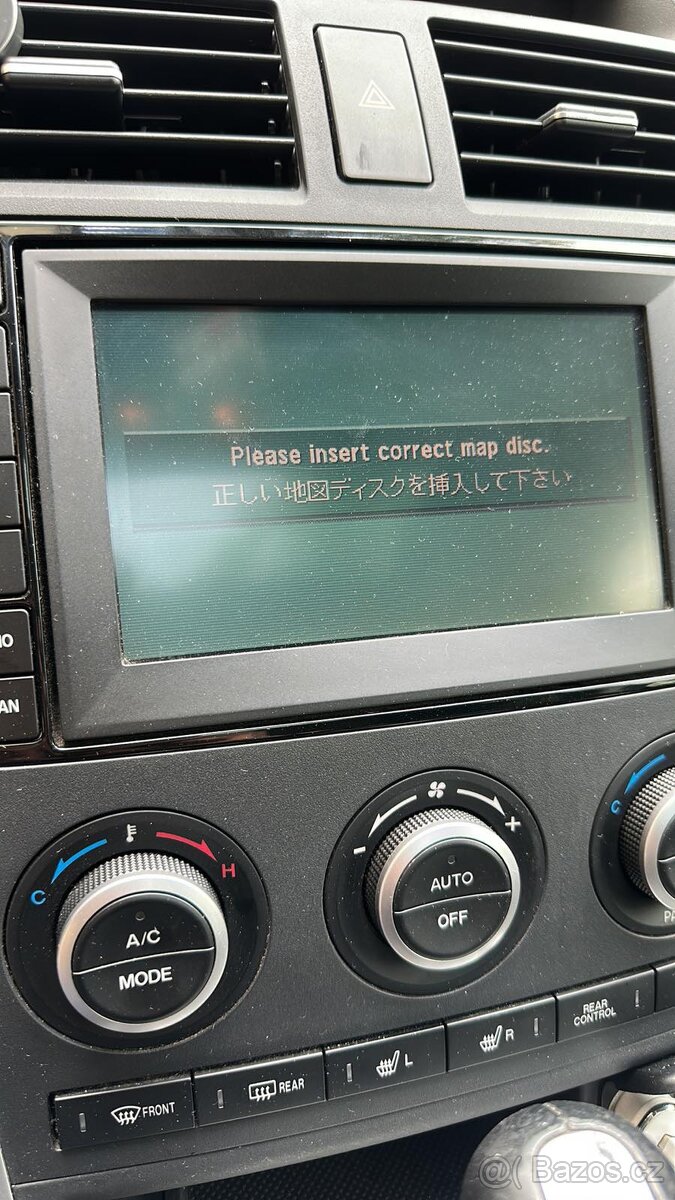 Please insert correct map disc.
正しい地図ディスクを挿入して下さい
C
H
-
+
C
AUTO
OFF
A/C
MODE
FRONT
REAR
L
R
REAR
CONTROL
Bazos.cz